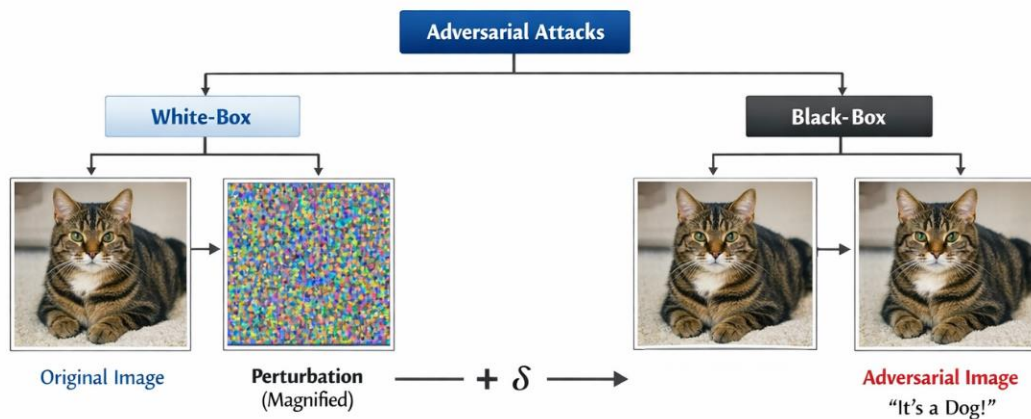 Adversarial Attacks
White-Box
Black-Box
Original Image
Perturbation
(Magnified)
+ δ
Adversarial Image
“It’s a Dog!”